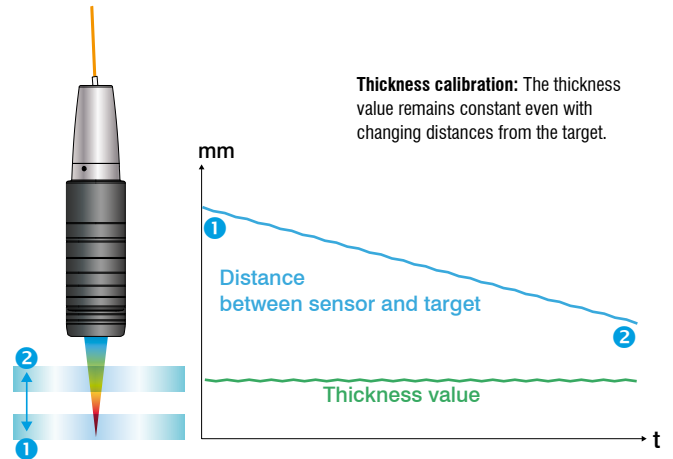 Thickness calibration: The thickness
value remains constant even with
changing distances from the target.
mm
1
Distance
between sensor and target
2
Thickness value
t
2
1